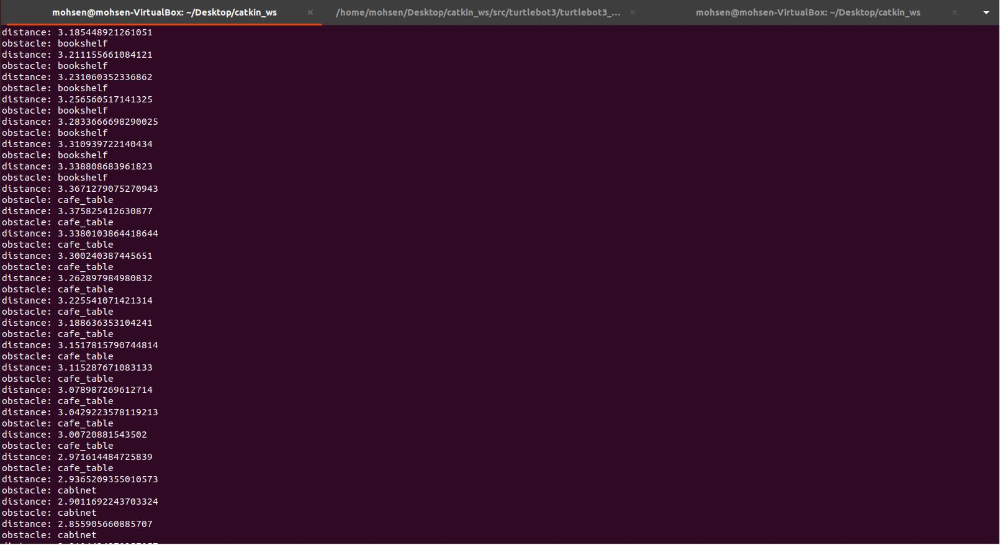 mohsen@mohsen-VirtualBox: ~/Desktop/catkin_ws
/home/mohsen/Desktop/catkin_ws/src/turtlebot3/turtlebot3_...
mohsen@mohsen-VirtualBox: ~/Desktop/catkin_ws
distance: 3.185448921261051
obstacle: bookshelf
distance: 3.211155661084121
obstacle: bookshelf
distance: 3.231060352336862
obstacle: bookshelf
distance: 3.256560517141325
obstacle: bookshelf
distance: 3.2833666698290025
obstacle: bookshelf
distance: 3.310939722140434
obstacle: bookshelf
distance: 3.338808683961823
obstacle: bookshelf
distance: 3.3671279075270943
obstacle: cafe_table
distance: 3.375825412630877
obstacle: cafe_table
distance: 3.3380103864418644
obstacle: cafe_table
distance: 3.300240387445651
obstacle: cafe_table
distance: 3.262897984980832
obstacle: cafe_table
distance: 3.225541071421314
obstacle: cafe_table
distance: 3.188636353104241
obstacle: cafe_table
distance: 3.1517815790744814
obstacle: cafe_table
distance: 3.115287671083133
obstacle: cafe_table
distance: 3.078987269612714
obstacle: cafe_table
distance: 3.0429223578119213
obstacle: cafe_table
distance: 3.00720881543502
obstacle: cafe_table
distance: 2.971614484725839
obstacle: cafe_table
distance: 2.9365209355010573
obstacle: cabinet
distance: 2.9011692243703324
obstacle: cabinet
distance: 2.855905660885707
obstacle: cabinet